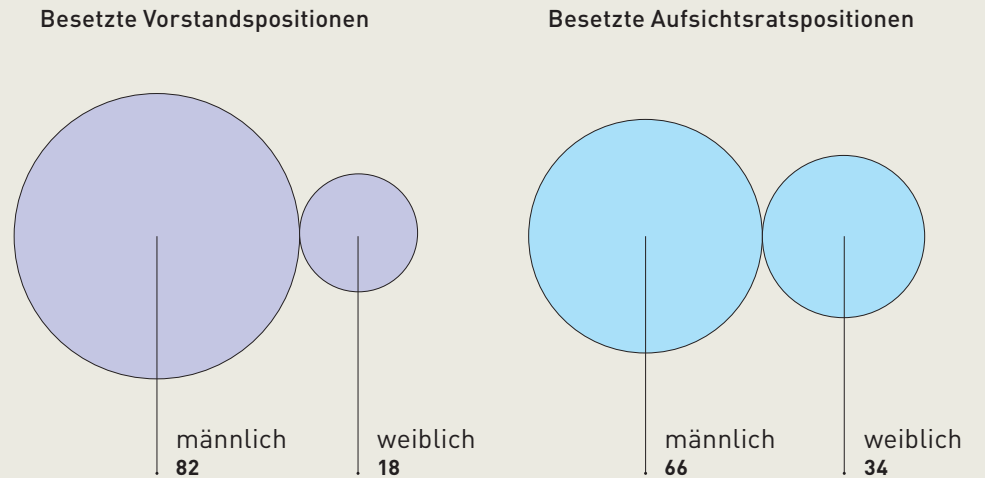 Besetzte Vorstandspositionen
männlich
82
weiblich
18
Besetzte Aufsichtsratspositionen
männlich
66
weiblich
34